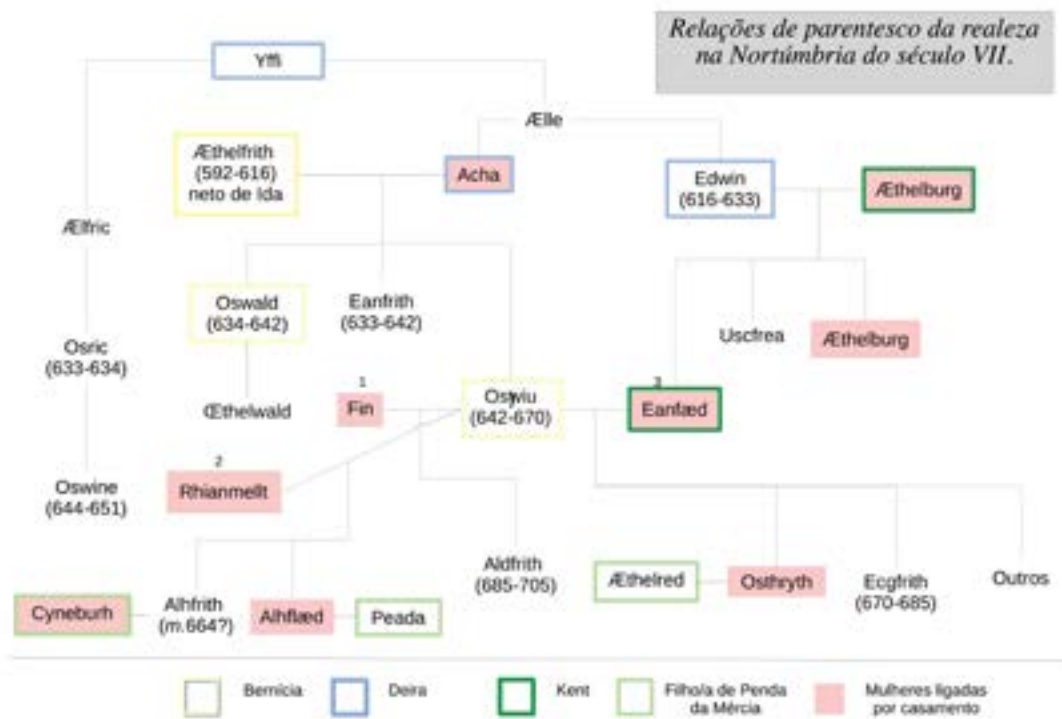 Relações de parentesco da realeza
na Nortúmbria do século VII.
Yffi
Ælle
Æthelfrith
(592-616)
neto de Ida
Acha
Edwin
(616-633)
Æthelburg
Ælfric
Oswald
(634-642)
Eanfrith
(633-642)
Uscfrea
Æthelburg
Osric
(633-634)
Œthelwald
1
Fin
Oswiu
(642-670)
3
Eanfæd
2
Rhianmellt
Oswine
(644-651)
Aldfrith
(685-705)
Æthelred
Osthryth
Ecgfrith
(670-685)
Outros
Cyneburh
Alhfrith
(m.664?)
Alhflæd
Peada
Bernícia
Deira
Kent
Filho/a de Penda
da Mércia
Mulheres ligadas
por casamento